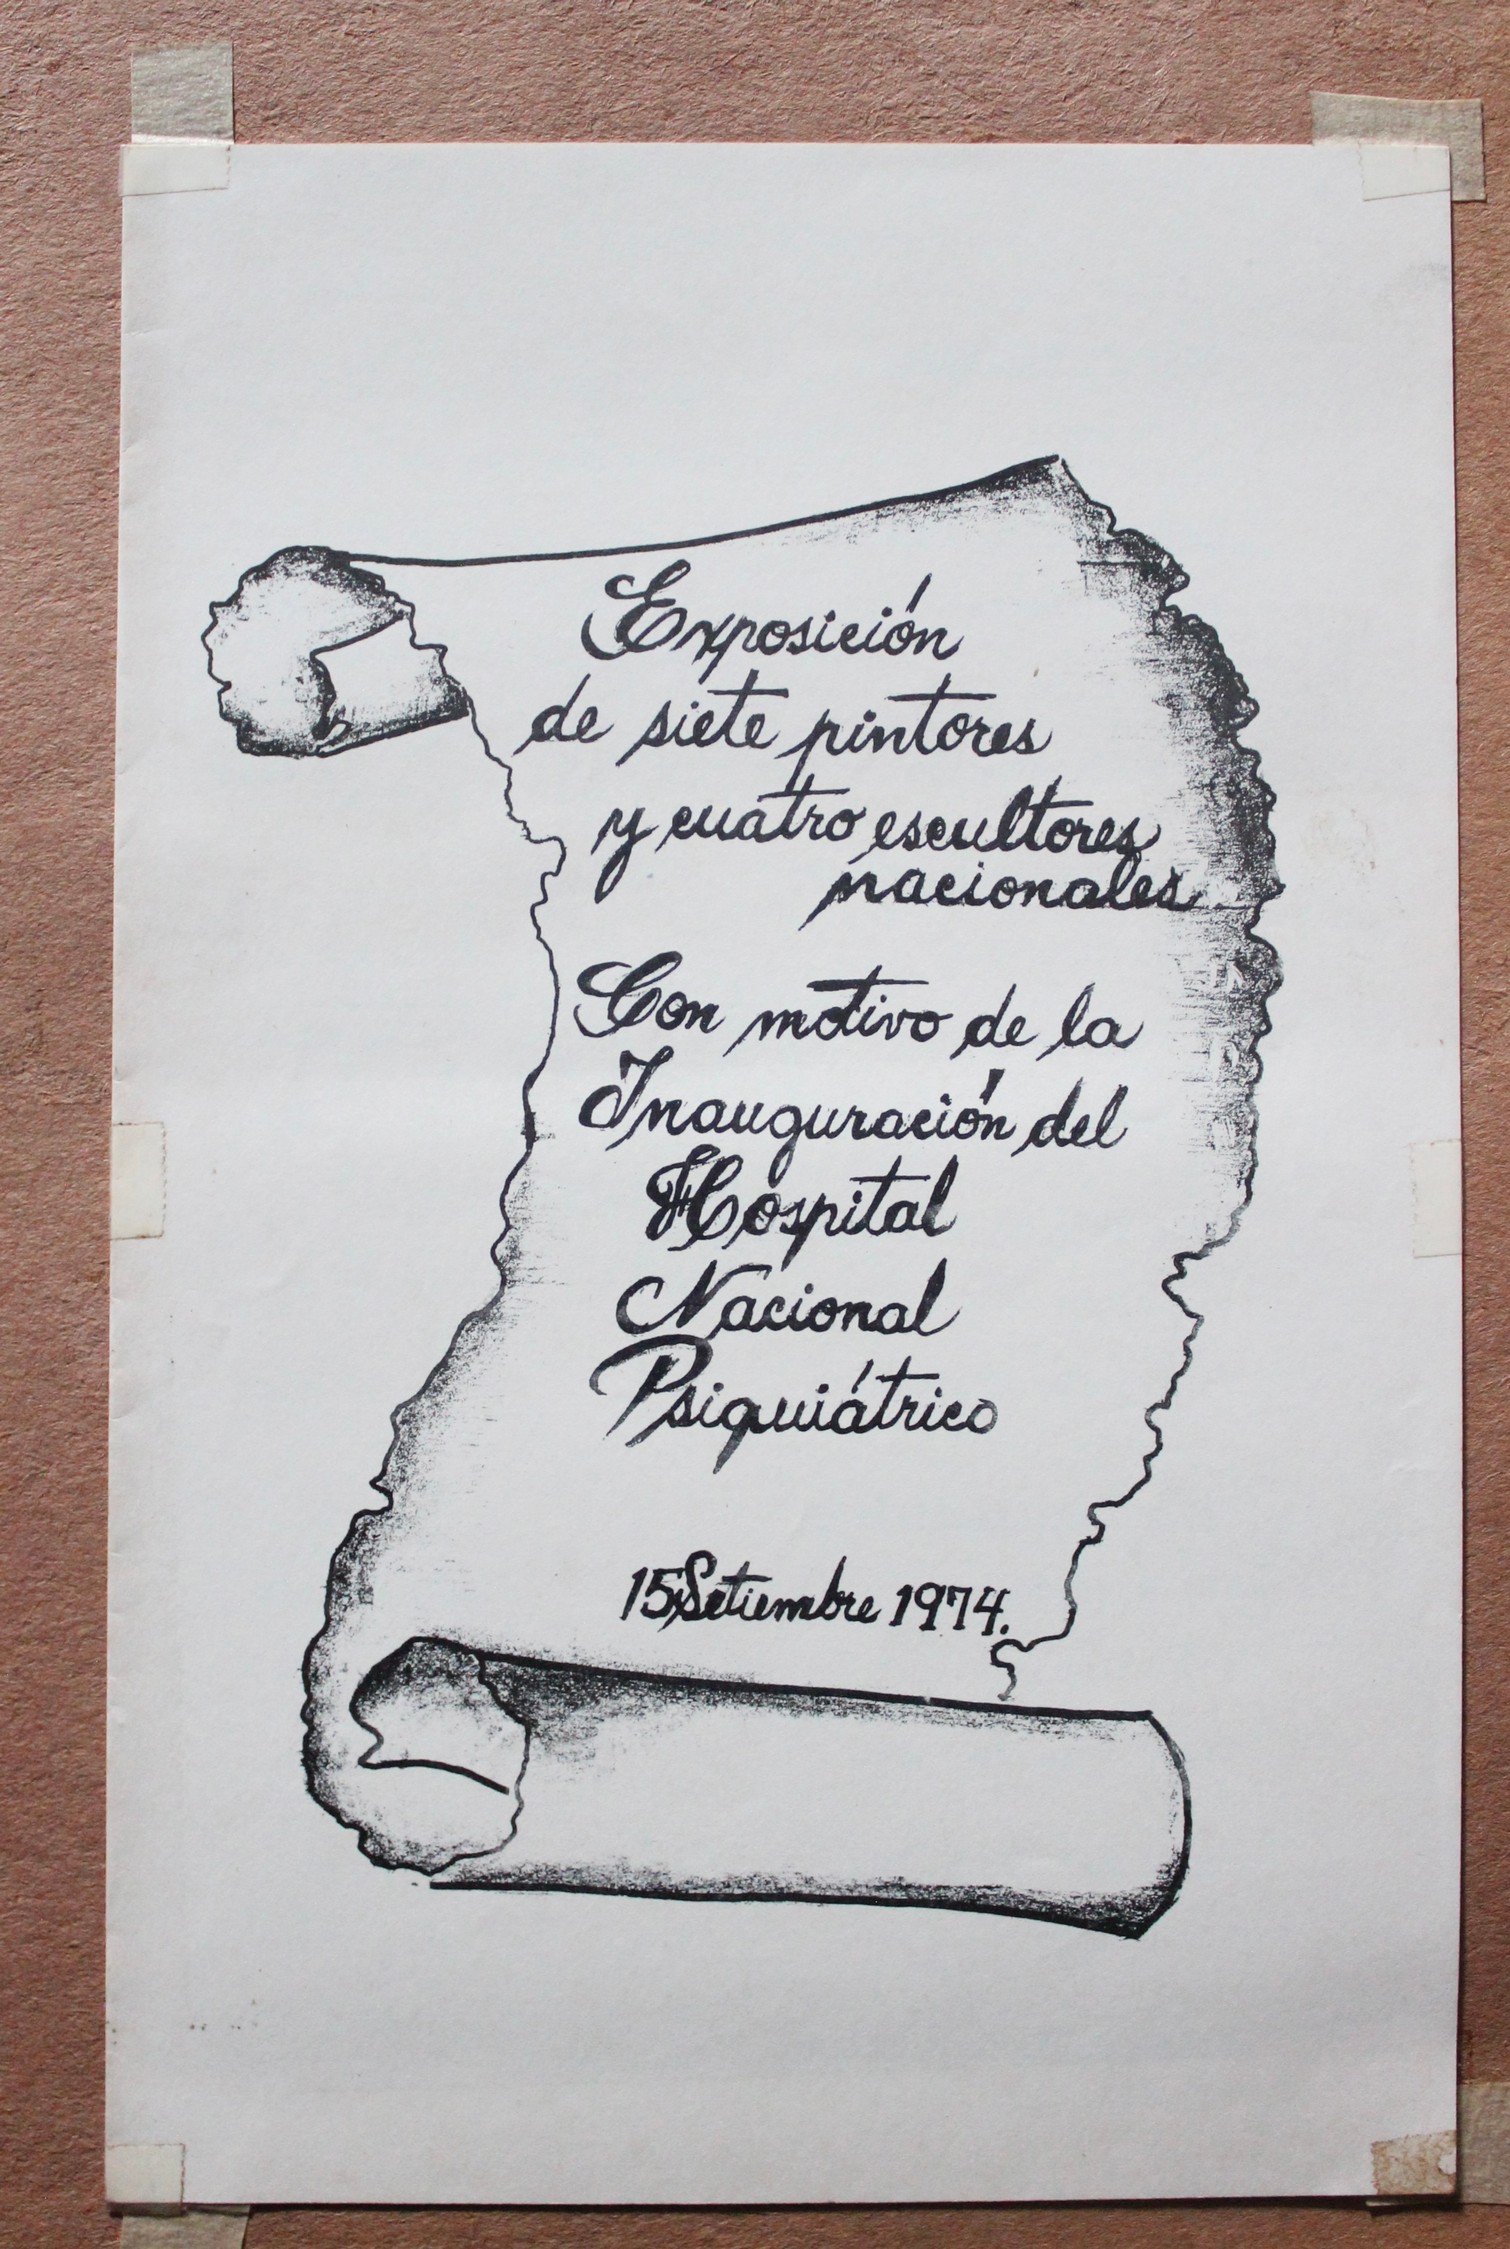 Exposición
de siete pintores
y cuatro escultores
nacionales
Con motivo de la
Inauguración del
Hospital
Nacional
Psiquiátrico
15 Setiembre 1974.